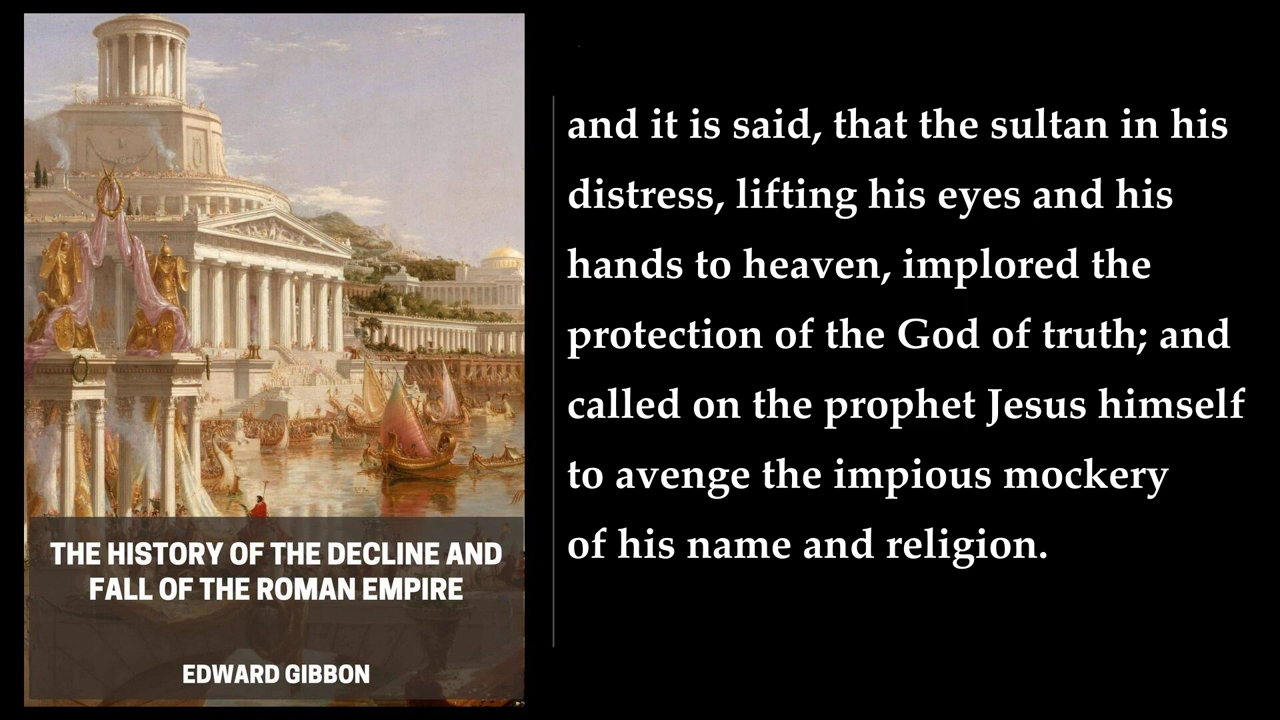 THE HISTORY OF THE DECLINE AND
FALL OF THE ROMAN EMPIRE
EDWARD GIBBON
and it is said, that the sultan in his
distress, lifting his eyes and his
hands to heaven, implored the
protection of the God of truth; and
called on the prophet Jesus himself
to avenge the impious mockery
of his name and religion.